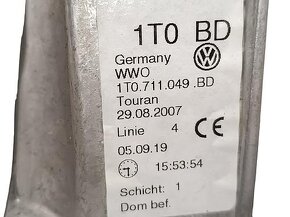 1T0 BD
Germany
WWO
1T0.711.049 .BD
Touran
29.08.2007
Linie 4 CE
05.09.19
15:53:54
Schicht: 1
Dom bef.